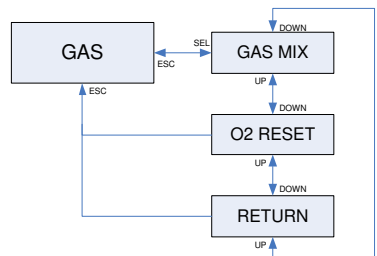 DOWN
SEL
GAS
GAS MIX
ESC
UP
ESC
DOWN
O2 RESET
UP
DOWN
RETURN
UP